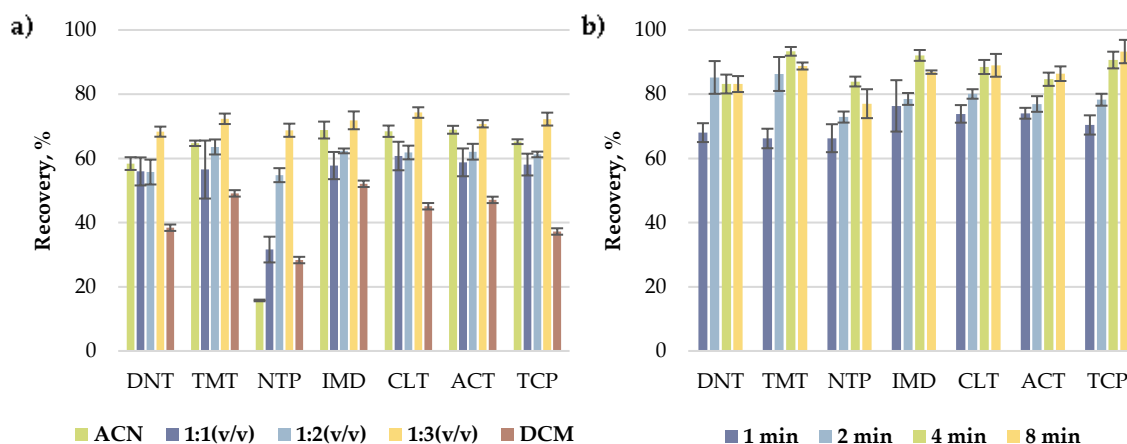 a)
Recovery, %
100
80
60
40
20
0
DNT TMT NTP IMD CLT ACT TCP
ACN 1:1(v/v) 1:2(v/v) 1:3(v/v) DCM
b)
Recovery, %
100
80
60
40
20
0
DNT TMT NTP IMD CLT ACT TCP
1 min 2 min 4 min 8 min